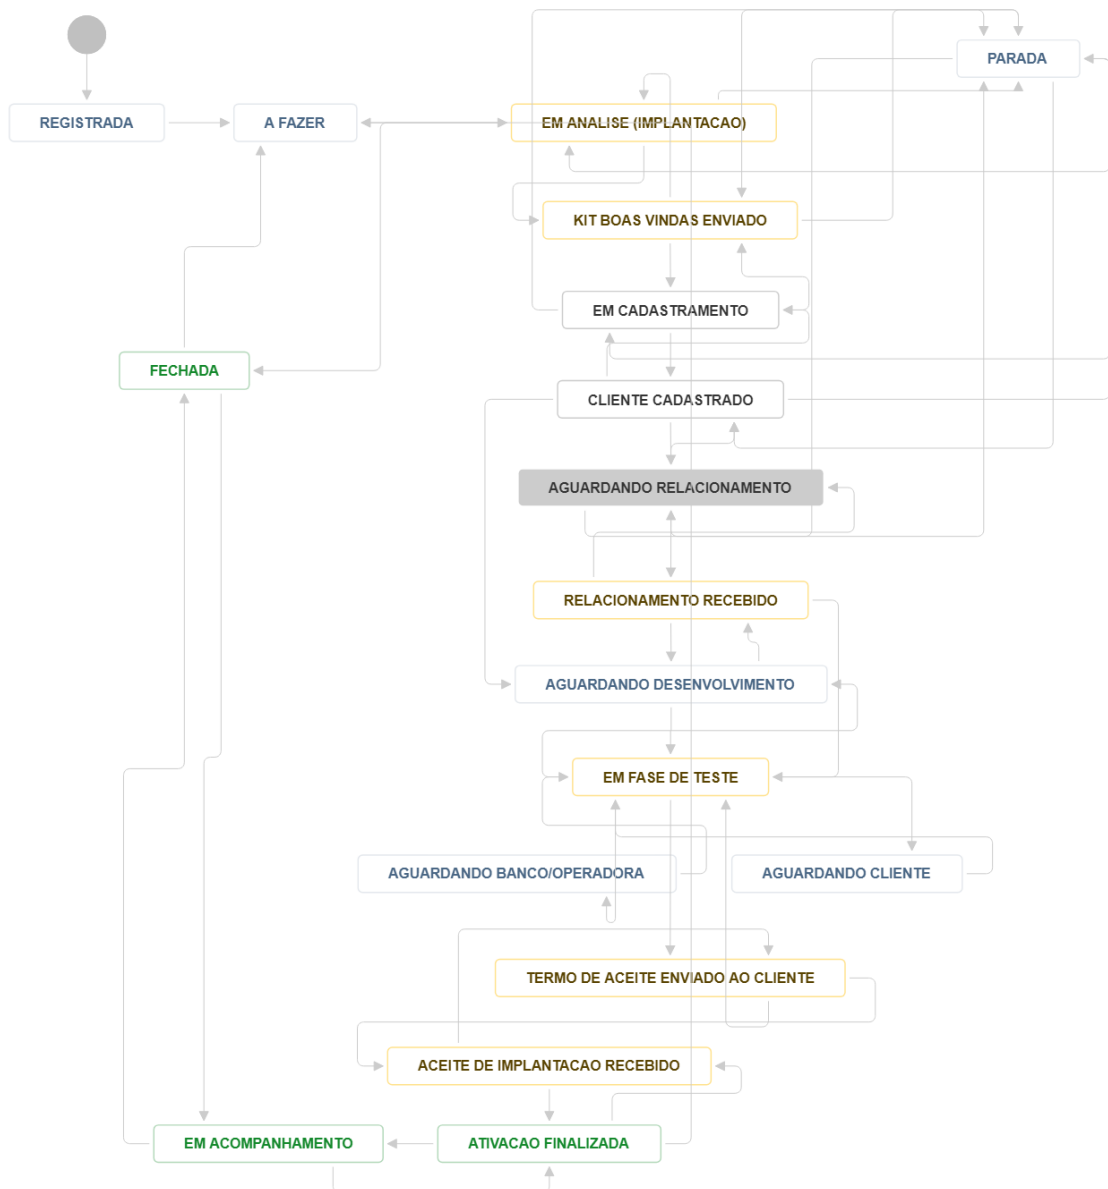 PARADA
REGISTRADA
A FAZER
EM ANALISE (IMPLANTACAO)
KIT BOAS VINDAS ENVIADO
EM CADASTRAMENTO
FECHADA
CLIENTE CADASTRADO
AGUARDANDO RELACIONAMENTO
RELACIONAMENTO RECEBIDO
AGUARDANDO DESENVOLVIMENTO
EM FASE DE TESTE
AGUARDANDO BANCO/OPERADORA
AGUARDANDO CLIENTE
TERMO DE ACEITE ENVIADO AO CLIENTE
ACEITE DE IMPLANTACAO RECEBIDO
EM ACOMPANHAMENTO
ATIVACAO FINALIZADA